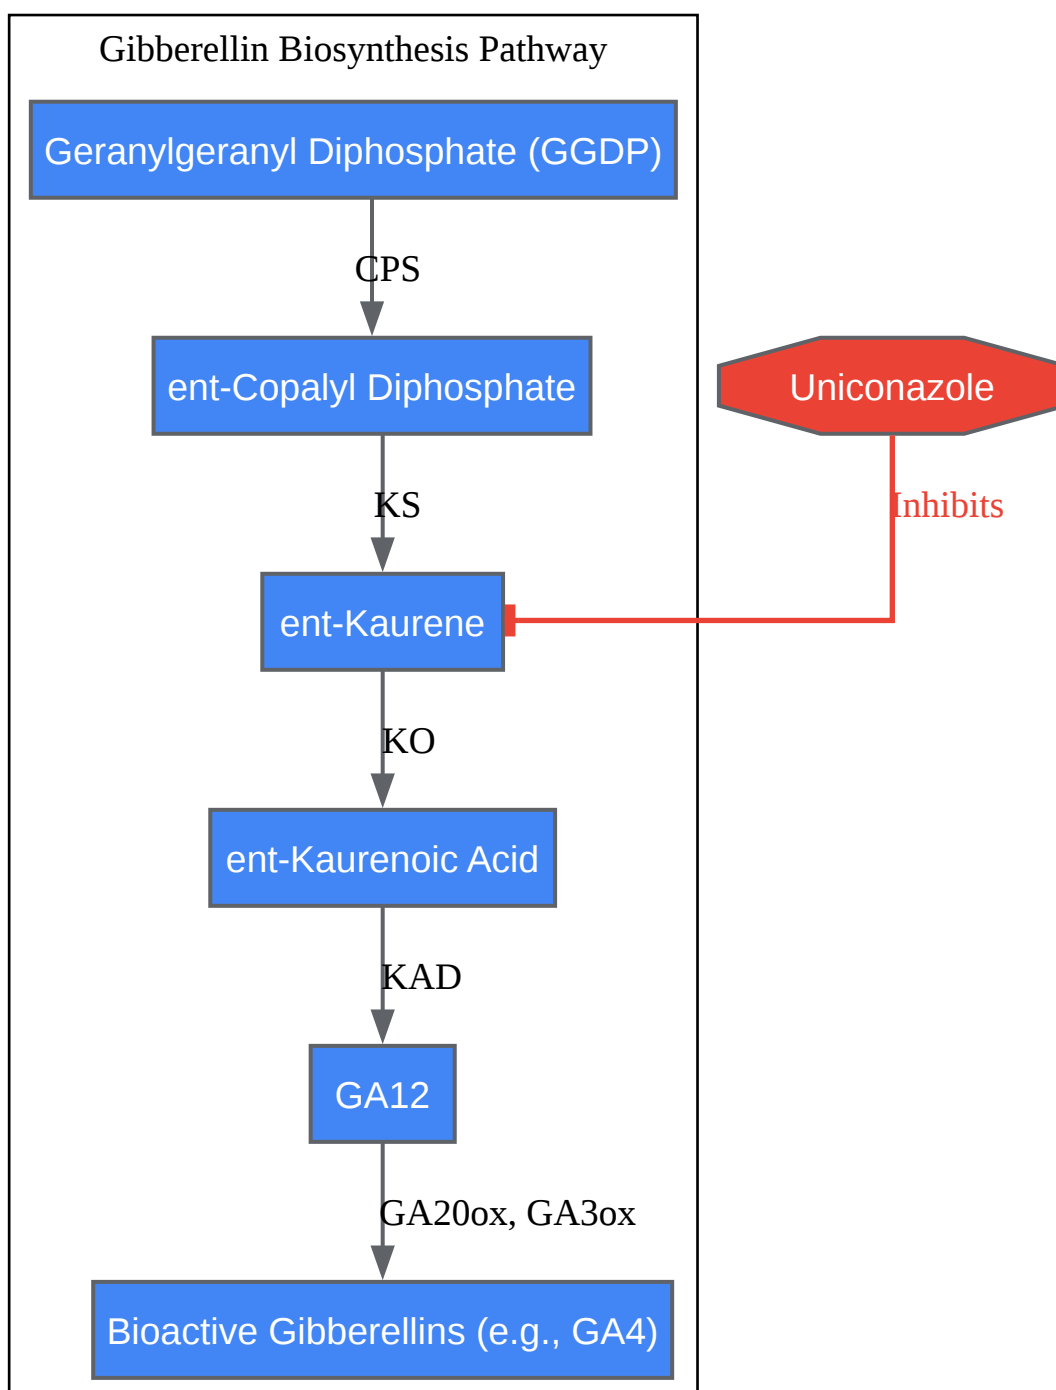 Gibberellin Biosynthesis Pathway
Geranylgeranyl Diphosphate (GGDP)
CPS
ent-Copalyl Diphosphate
Uniconazole
KS
Inhibits
ent-Kaurene
KO
ent-Kaurenoic Acid
KAD
GA12
GA20ox, GA3ox
Bioactive Gibberellins (e.g., GA4)